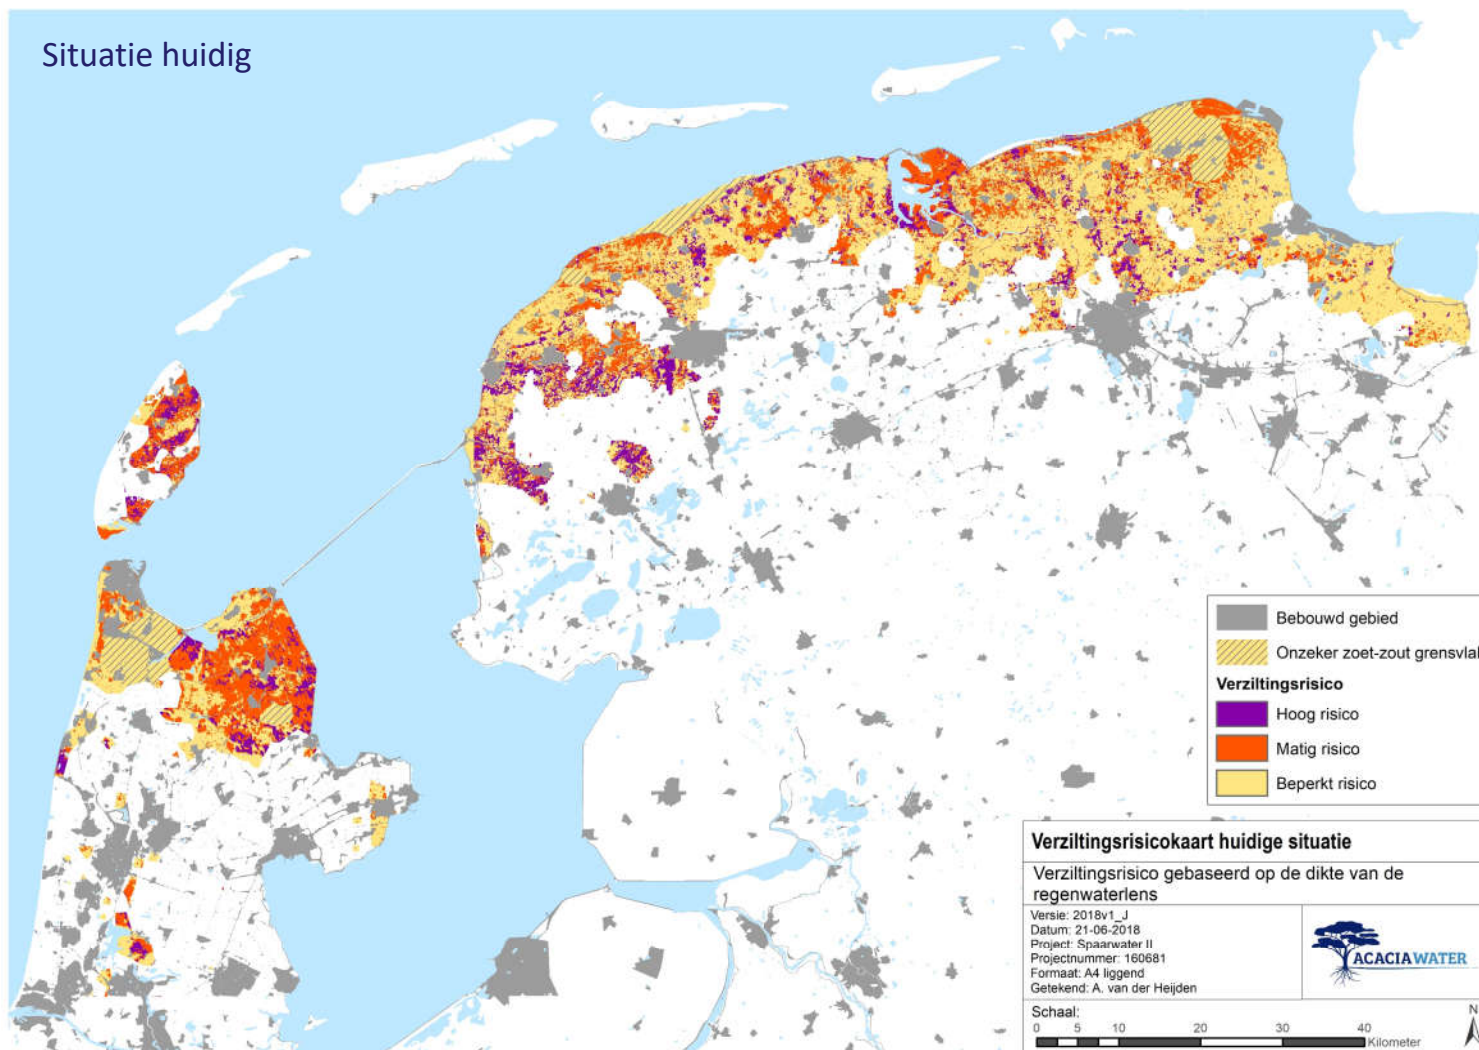 Situatie huidig
Bebouwd gebied
Onzeker zoet-zout grensvlak
Verziltingsrisico
Hoog risico
Matig risico
Beperkt risico
Verziltingsrisicokaart huidige situatie
Verziltingsrisico gebaseerd op de dikte van de
regenwaterlens
Versie: 2018v1_J
Datum: 21-06-2018
Project: Spaarwater II
Projectnummer: 160681
Formaat: A4 liggend
Getekend: A. van der Heijden
ACACIAWATER
Schaal:
N
0 5 10 20 30 40
Kilometer